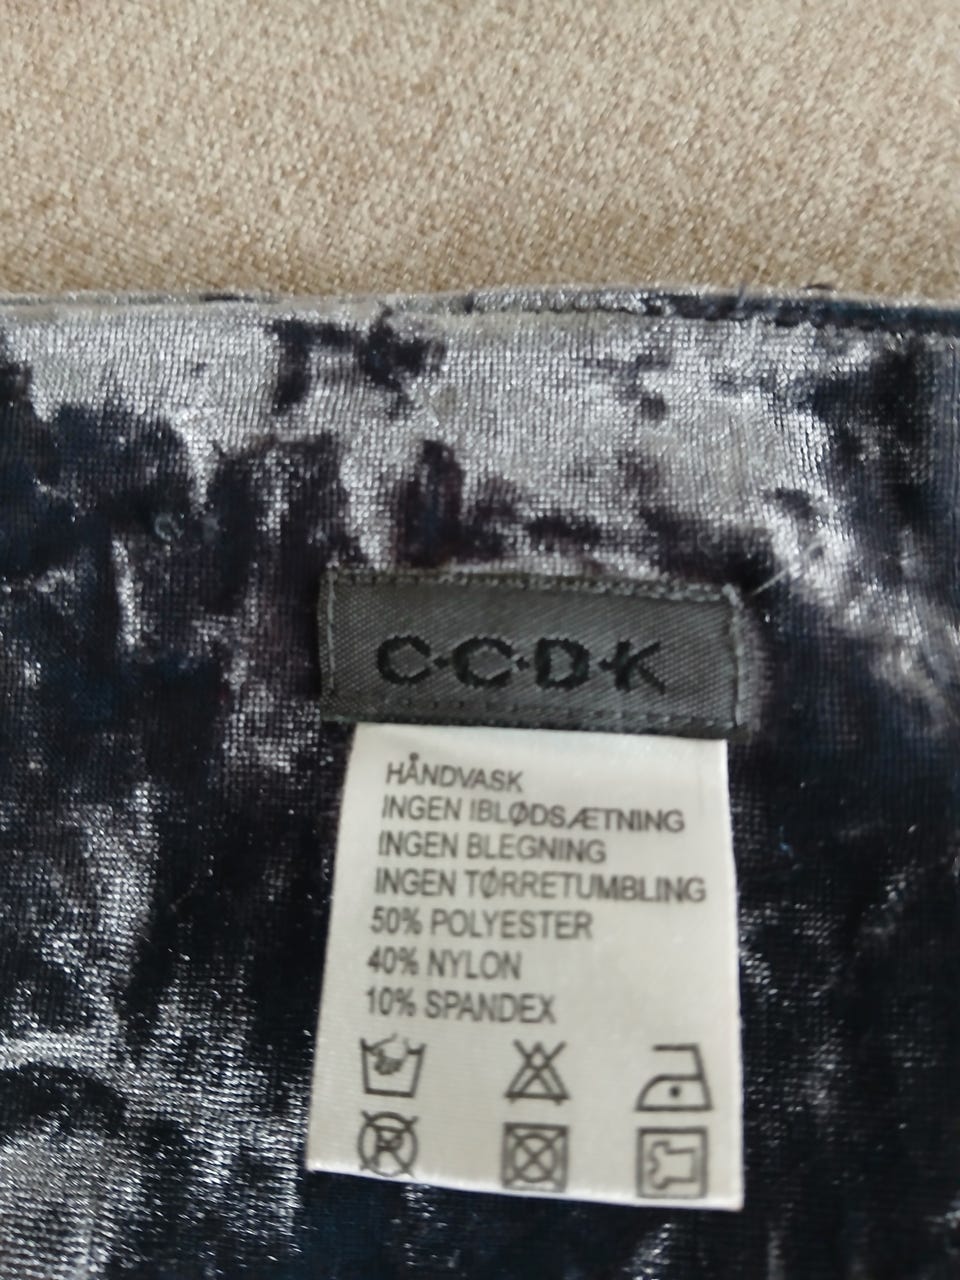 C·C·D·K
HÅNDVASK
INGEN IBLØDSÆTNING
INGEN BLEGNING
INGEN TØRRETUMBLING
50% POLYESTER
40% NYLON
10% SPANDEX